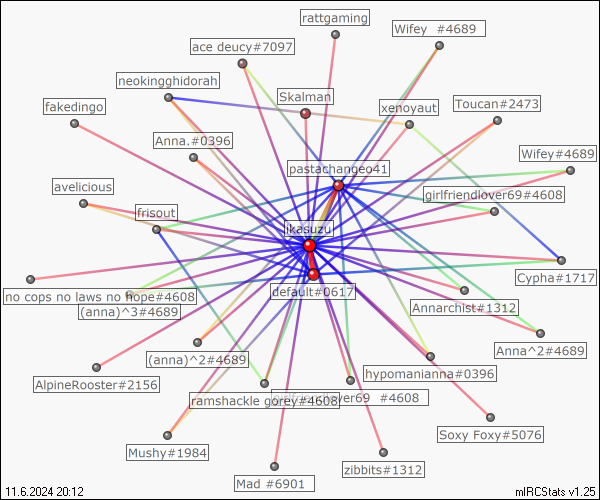 rattgaming
Wifey  #4689
ace deucy#7097
neokingghidorah
Skalman
Toucan#2473
fakedingo
xenoyaut
Anna.#0396
Wifey#4689
pastachangeo41
avelicious
girlfriendlover69#4608
frisout
ikasuzu
Cypha#1717
no cops no laws no hope#4608
default#0617
(anna)^3#4689
Annarchist#1312
Anna^2#4689
(anna)^2#4689
hypomanianna#0396
AlpineRooster#2156
ramshackle gorey#4608
#4608
Soxy Foxy#5076
Mushy#1984
zibbits#1312
Mad #6901
11.6.2024 20:12
mIRCStats v1.25